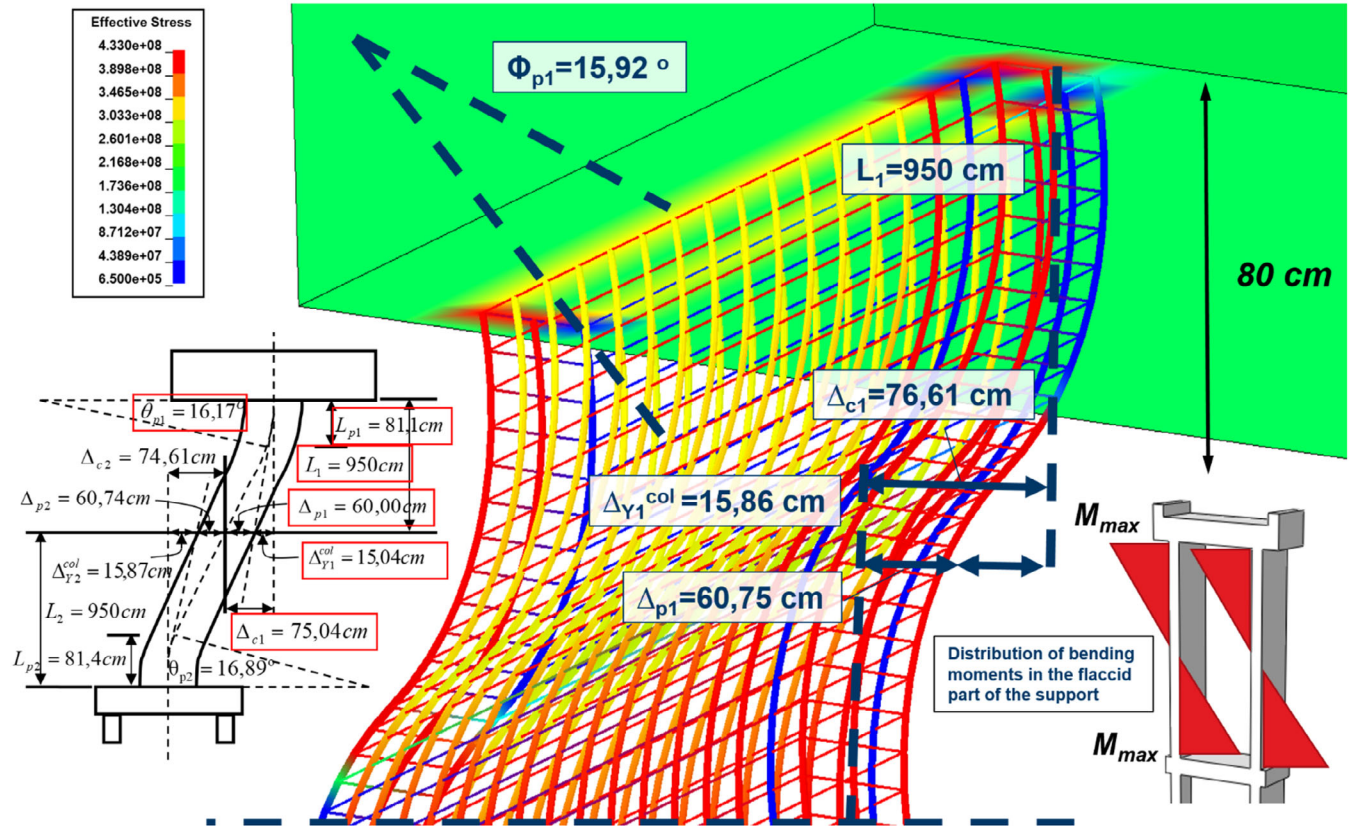 Effective Stress
4.330e+08
3.898e+08
3.465e+08
3.033e+08
2.601e+08
2.168e+08
1.736e+08
1.304e+08
8.712e+07
4.389e+07
6.500e+05
Φp1=15,92 º
L1=950 cm
80 cm
Δc1=76,61 cm
ΔY1col =15,86 cm
Δp1=60,75 cm
θp1 = 16,17º
Lp1 = 81,1cm
Δc2 = 74,61cm
L1 = 950cm
Δp2 = 60,74cm
Δp1 = 60,00cm
ΔcolY2 = 15,87cm
ΔcolY1 = 15,04cm
L2 = 950cm
Δc1 = 75,04cm
Lp2 = 81,4cm
θp2 = 16,89º
Distribution of bending
moments in the flaccid
part of the support
Mmax
Mmax